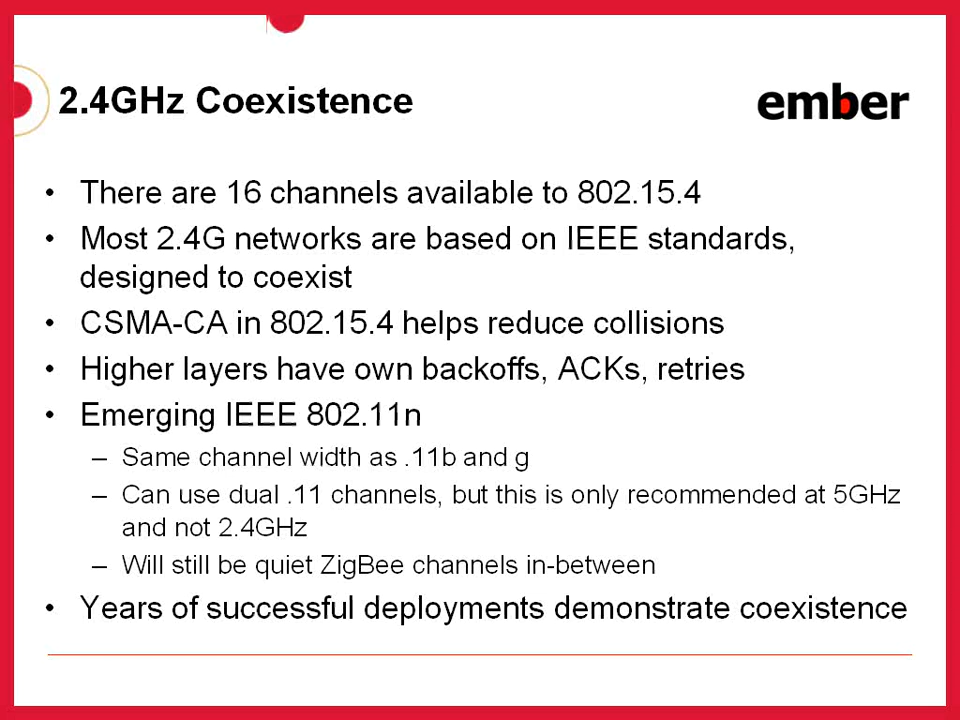 2.4GHz Coexistence
ember
• There are 16 channels available to 802.15.4
• Most 2.4G networks are based on IEEE standards,
designed to coexist
• CSMA-CA in 802.15.4 helps reduce collisions
• Higher layers have own backoffs, ACKs, retries
• Emerging IEEE 802.11n
– Same channel width as .11b and g
– Can use dual .11 channels, but this is only recommended at 5GHz
and not 2.4GHz
– Will still be quiet ZigBee channels in-between
• Years of successful deployments demonstrate coexistence